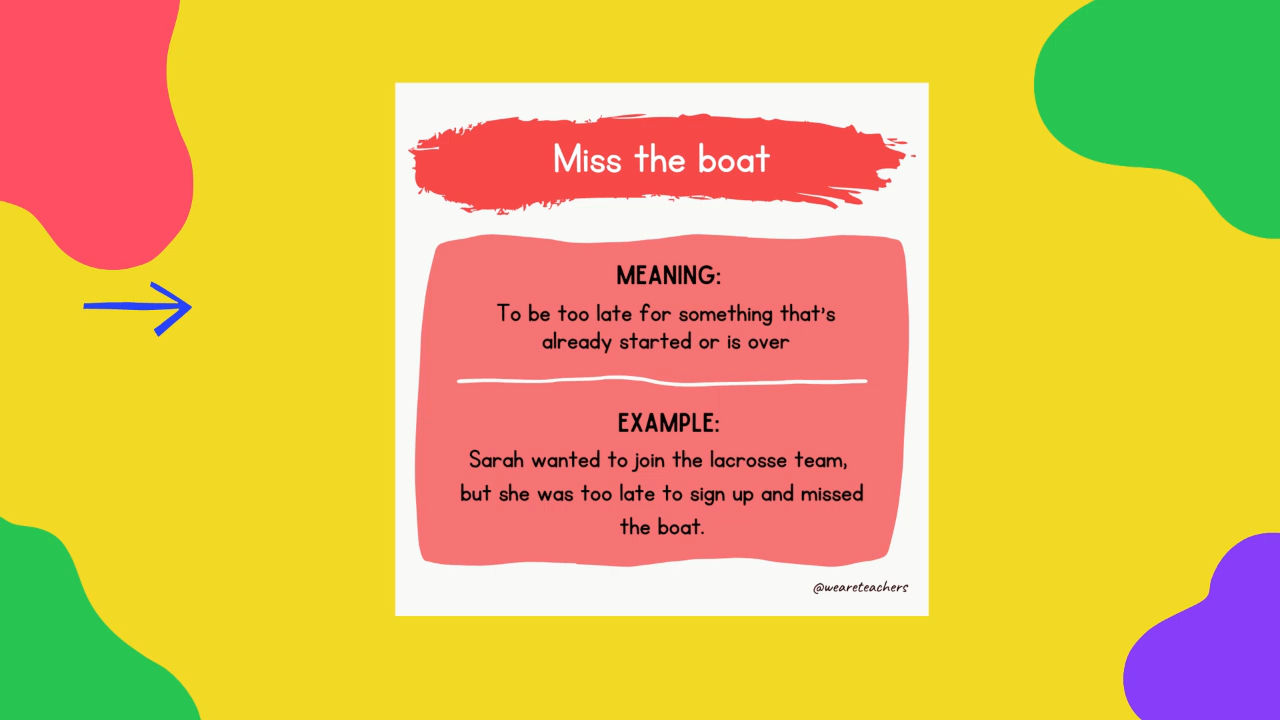 Miss the boat
MEANING:
To be too late for something that's
already started or is over
EXAMPLE:
Sarah wanted to join the lacrosse team,
but she was too late to sign up and missed
the boat.
@weareteachers